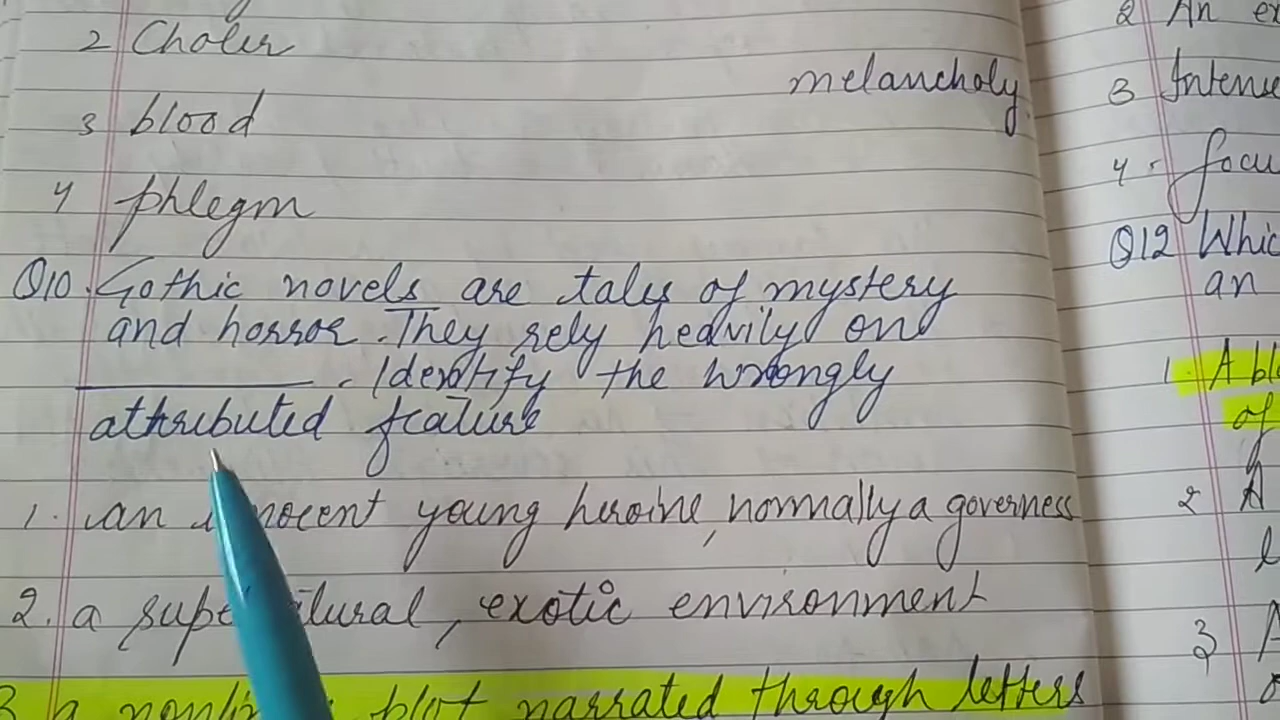 2 Choler
melancholy.
3 blood
4 phlegm
Q10. Gothic novels are tales of mystery
and horror. They rely heavily on
__________. Identify the wrongly
attributed feature
1. an innocent young heroine, normally a governess
2. a supernatural, exotic environment
3 a nonlinear plot narrated through letters
2 An
3 Intense
4. focu
Q12 Whic
an
1. A bl
of
2 A
3 A